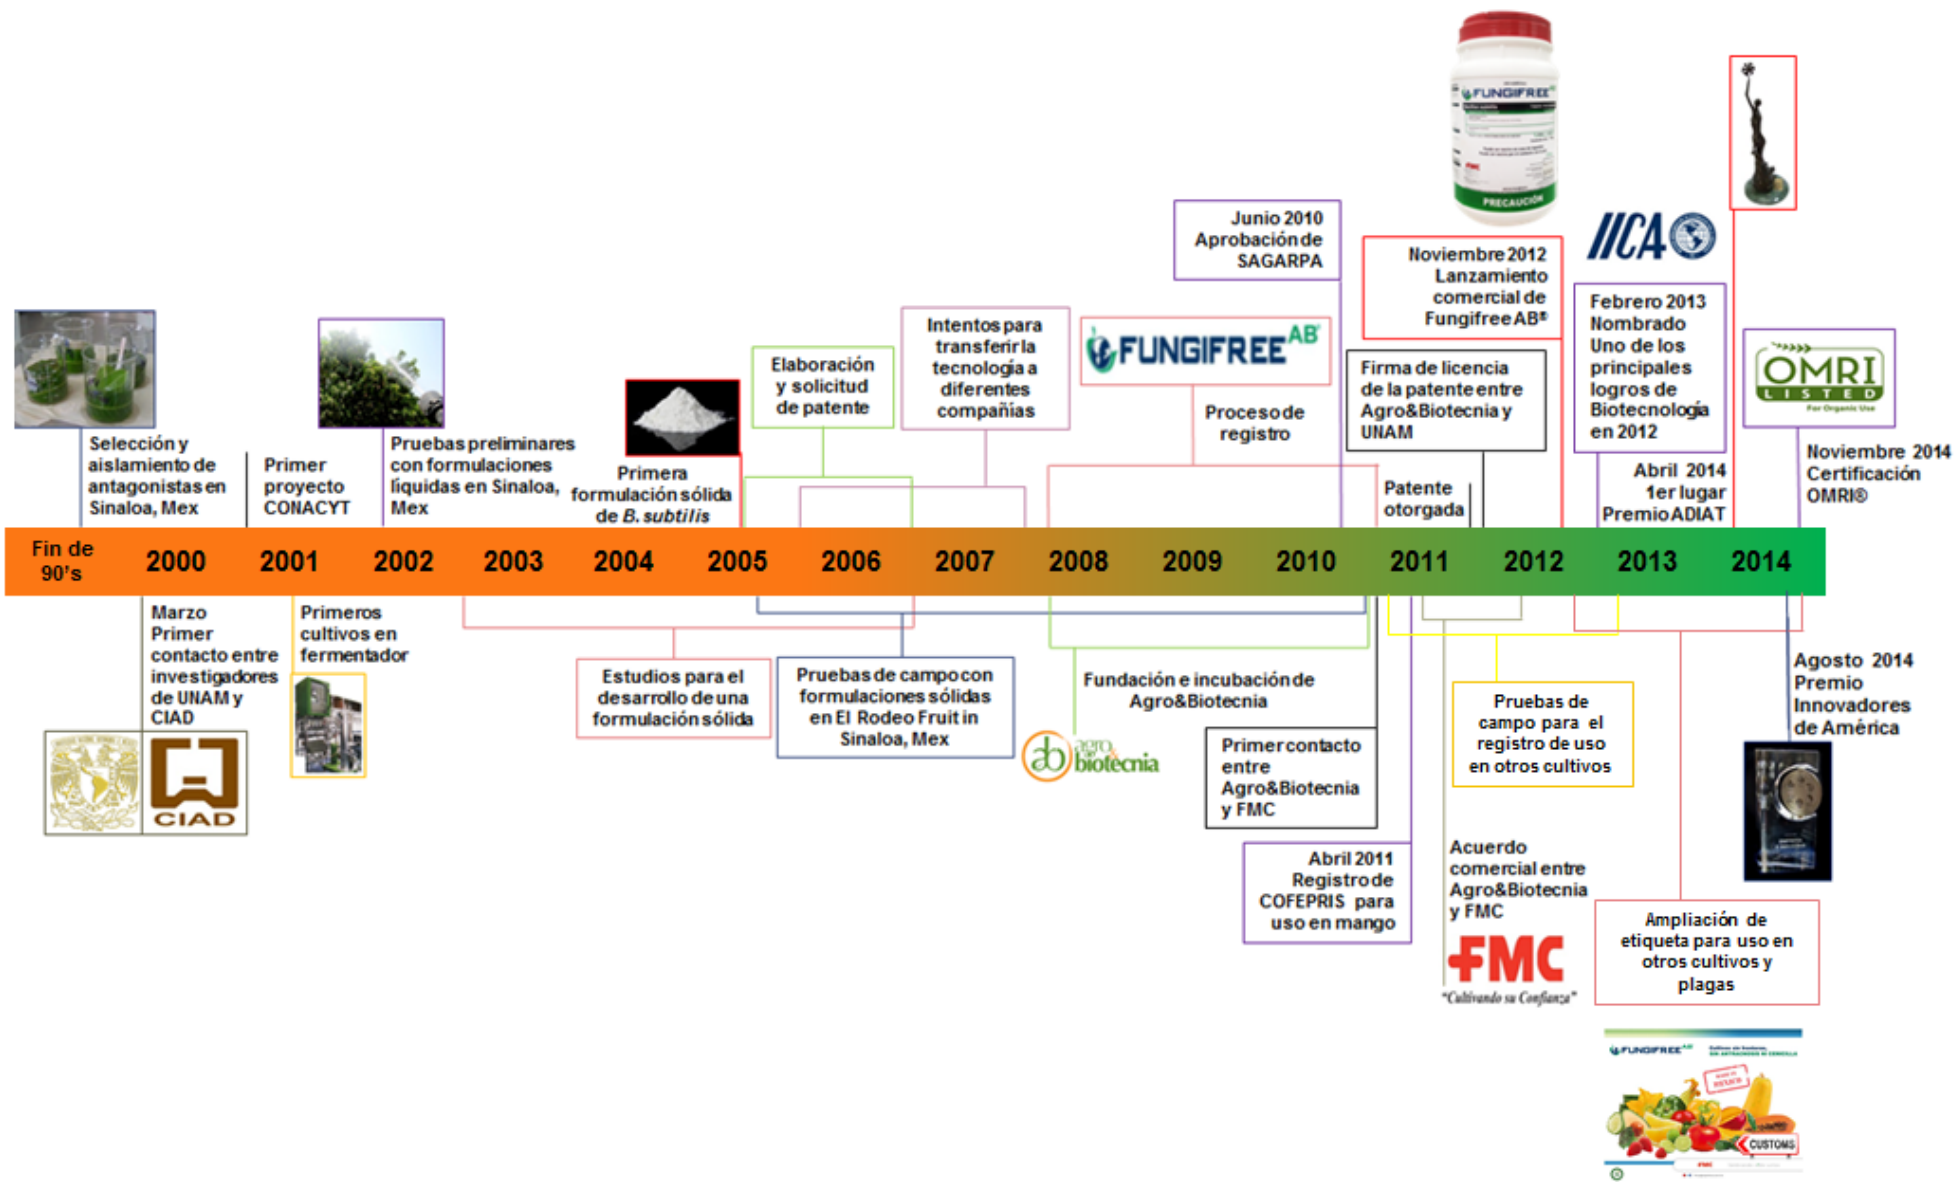 FUNGIFREE AB
FMC
PRECAUCIÓN
Junio 2010
Aprobación de
SAGARPA
Noviembre 2012
Lanzamiento
comercial de
Fungifree AB®
IICA
Febrero 2013
Nombrado
Uno de los
principales
logros de
Biotecnología
en 2012
Abril 2014
1er lugar
Premio ADIAT
OMRI
LISTED
For Organic Use
Noviembre 2014
Certificación
OMRI®
Selección y
aislamiento de
antagonistas en
Sinaloa, Mex
Primer
proyecto
CONACYT
Pruebas preliminares
con formulaciones
líquidas en Sinaloa,
Mex
Primera
formulación sólida
de B. subtilis
Elaboración
y solicitud
de patente
Intentos para
transferir la
tecnología a
diferentes
compañías
FUNGIFREE AB®
Proceso de
registro
Firma de licencia
de la patente entre
Agro&Biotecnia y
UNAM
Patente
otorgada
Fin de
90's
2000
2001
2002
2003
2004
2005
2006
2007
2008
2009
2010
2011
2012
2013
2014
Marzo
Primer
contacto entre
investigadores
de UNAM y
CIAD
CIAD
Primeros
cultivos en
fermentador
Estudios para el
desarrollo de una
formulación sólida
Pruebas de campo con
formulaciones sólidas
en El Rodeo Fruit in
Sinaloa, Mex
Fundación e incubación de
Agro&Biotecnia
ab agro&
biotecnia
Primer contacto
entre
Agro&Biotecnia
y FMC
Abril 2011
Registro de
COFEPRIS para
uso en mango
Acuerdo
comercial entre
Agro&Biotecnia
y FMC
FMC
"Cultivando su Confianza"
Pruebas de
campo para el
registro de uso
en otros cultivos
Ampliación de
etiqueta para uso en
otros cultivos y
plagas
Agosto 2014
Premio
Innovadores
de América
FUNGIFREE AB
MEXICO
CUSTOMS
FMC